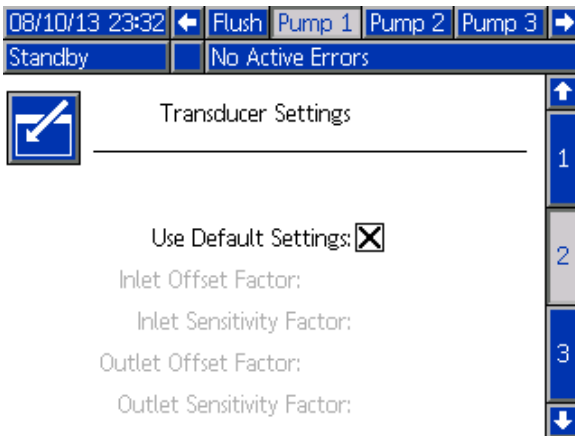 08/10/13 23:32 Flush Pump 1 Pump 2 Pump 3
Standby No Active Errors
Transducer Settings
1
Use Default Settings:
2
Inlet Offset Factor:
Inlet Sensitivity Factor:
Outlet Offset Factor:
3
Outlet Sensitivity Factor: